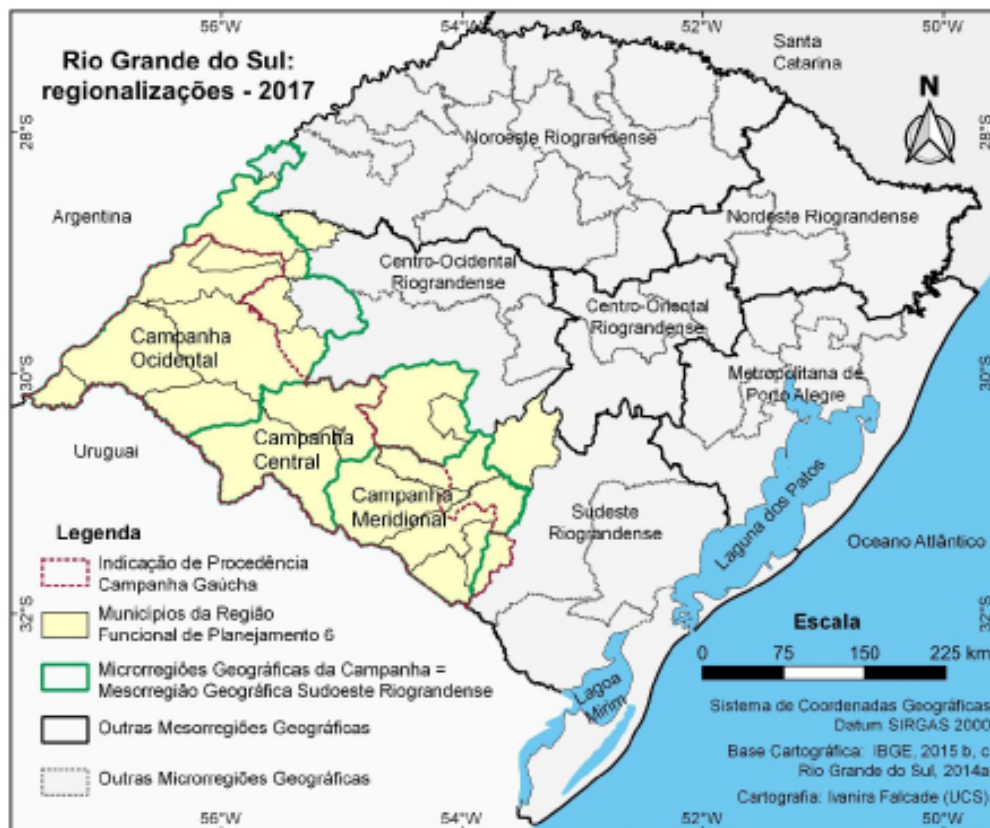 56°W
54°W
52°W
50°W
Rio Grande do Sul:
regionalizações - 2017
Santa
Catarina
N
28°S
28°S
Noroeste Riograndense
Argentina
Nordeste Riograndense
Centro-Ocidental
Riograndense
Centro-Oriental
Riograndense
Campanha
Ocidental
30°S
30°S
Metropolitana de
Porto Alegre
Uruguai
Campanha
Central
Campanha
Meridional
Sudeste
Riograndense
Laguna dos Patos
Oceano Atlântico
Legenda
Indicação de Procedência
Campanha Gaúcha
Municípios da Região
Funcional de Planejamento 6
Microrregiões Geográficas da Campanha =
Mesorregião Geográfica Sudoeste Riograndense
Outras Mesorregiões Geográficas
Outras Microrregiões Geográficas
32°S
32°S
Lagoa
Mirim
Escala
0 75 150 225 km
Sistema de Coordenadas Geográficas
Datum SIRGAS 2000
Base Cartográfica: IBGE, 2015 b, c
Rio Grande do Sul, 2014a
Cartografia: Ivanira Falcade (UCS)
56°W
54°W
52°W
50°W